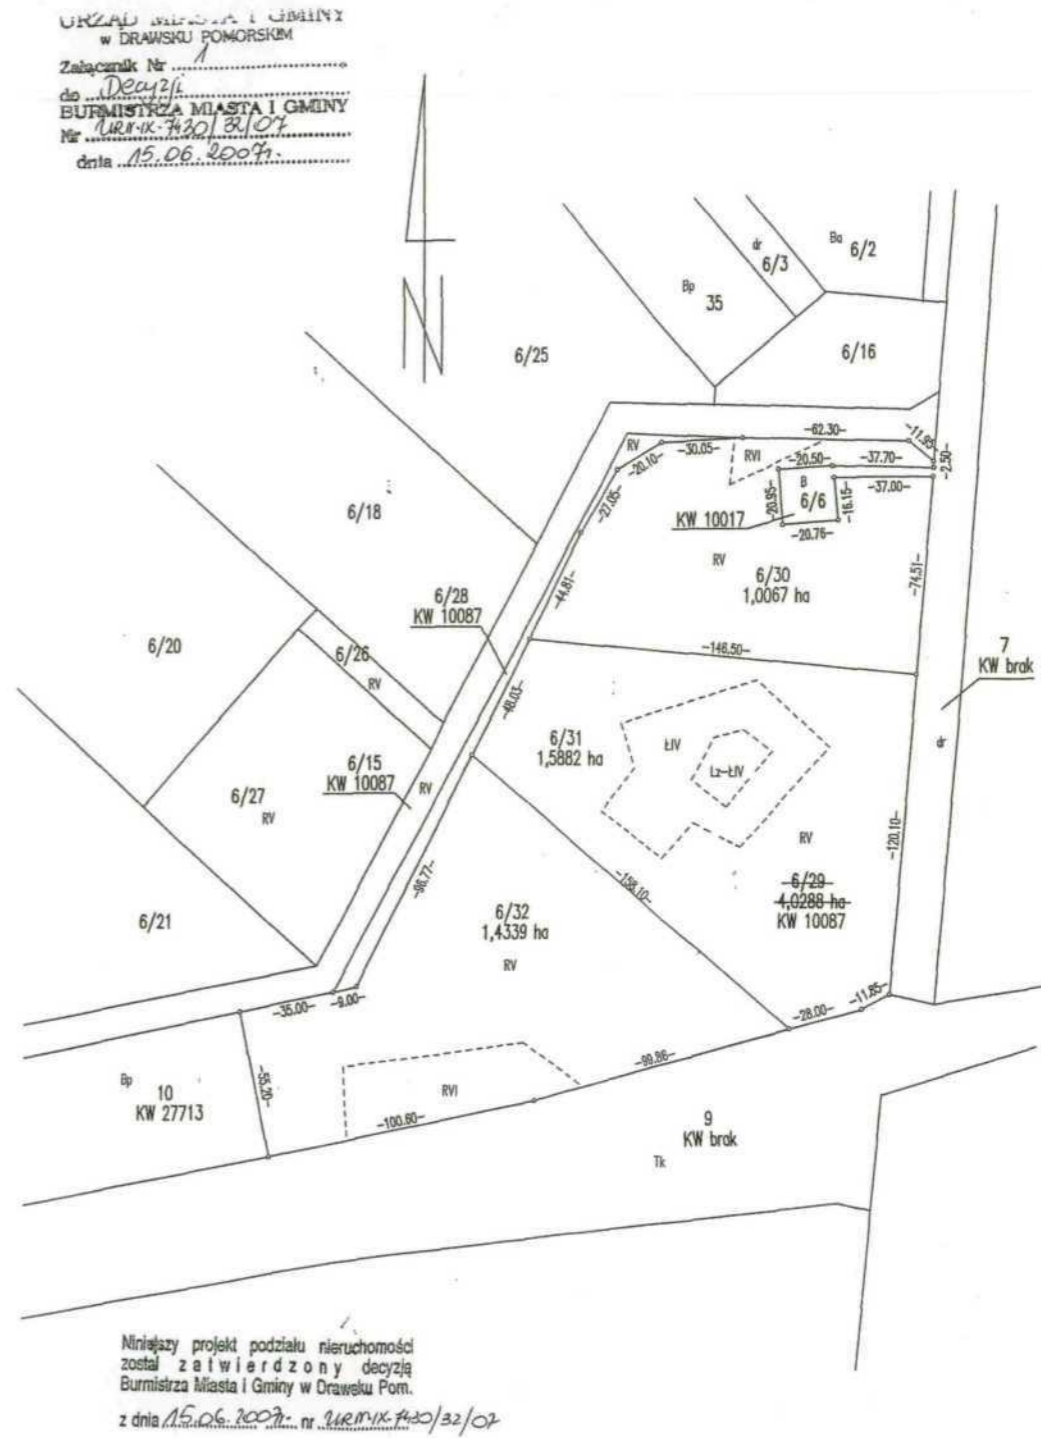 URZĄD MIASTA I GMINY
w DRAWSKU POMORSKIM
Załącznik Nr 1
do Decyzji
BURMISTRZA MIASTA I GMINY
Nr URM-IX-7430/32/07
dnia 15.06.2007r.
N
Ba 6/2
dr
6/3
Bp
35
6/25
6/16
-62.30-
-11.95-
RV
-30.05-
RVI
-20.10-
-20.50-
-37.70-
-2.50-
B
-37.00-
6/6
-20.95-
-16.15-
-27.05-
KW 10017
-20.76-
6/18
RV
6/30
1,0067 ha
-74.51-
-44.81-
6/28
KW 10087
6/20
6/26
RV
-146.50-
7
KW brak
-48.03-
6/31
1,5882 ha
ŁIV
Lz-ŁIV
dr
6/15
KW 10087
RV
6/27
RV
RV
-120.10-
-96.77-
-158.10-
6/29
4,0288 ha
KW 10087
6/21
6/32
1,4339 ha
RV
-35.00-
-9.00-
-11.85-
-28.00-
-99.86-
Bp
10
KW 27713
-55.20-
RVI
-100.60-
9
KW brak
Tk
Niniejszy projekt podziału nieruchomości
został zatwierdzony decyzją
Burmistrza Miasta i Gminy w Drawsku Pom.
z dnia 15.06.2007r. nr URM-IX-7430/32/07